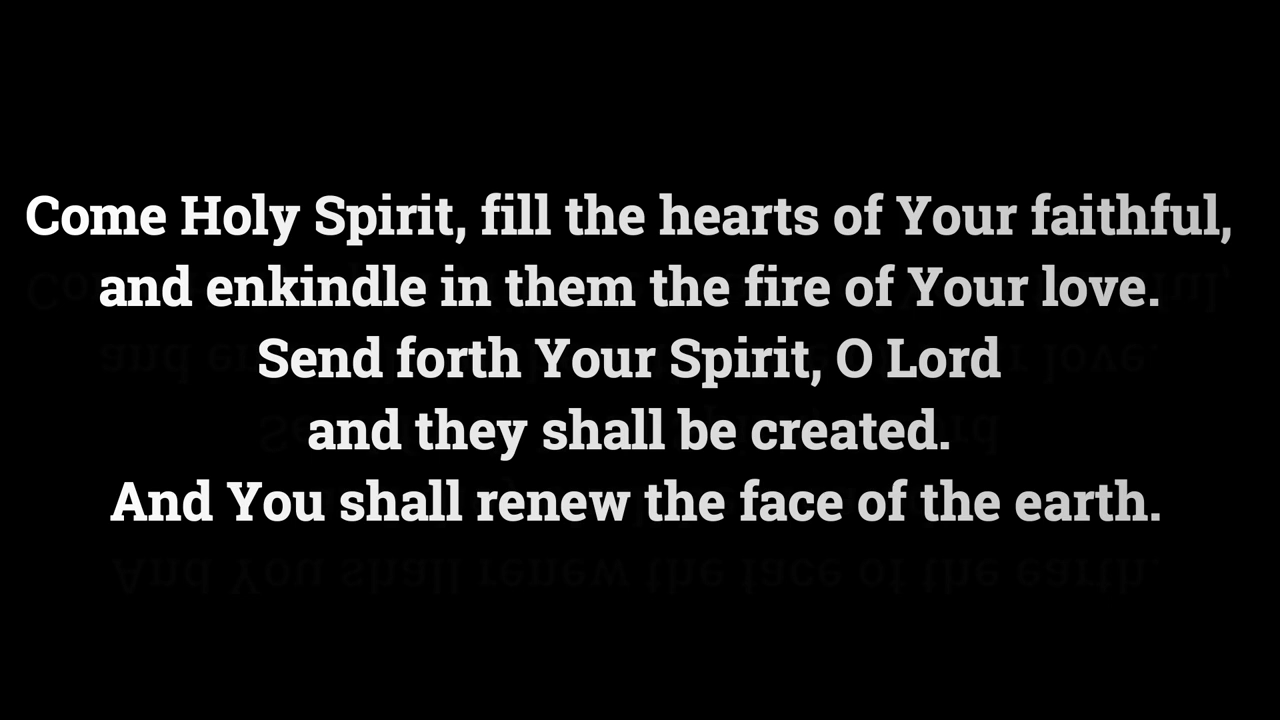 Come Holy Spirit, fill the hearts of Your faithful,
and enkindle in them the fire of Your love.
Send forth Your Spirit, O Lord
and they shall be created.
And You shall renew the face of the earth.